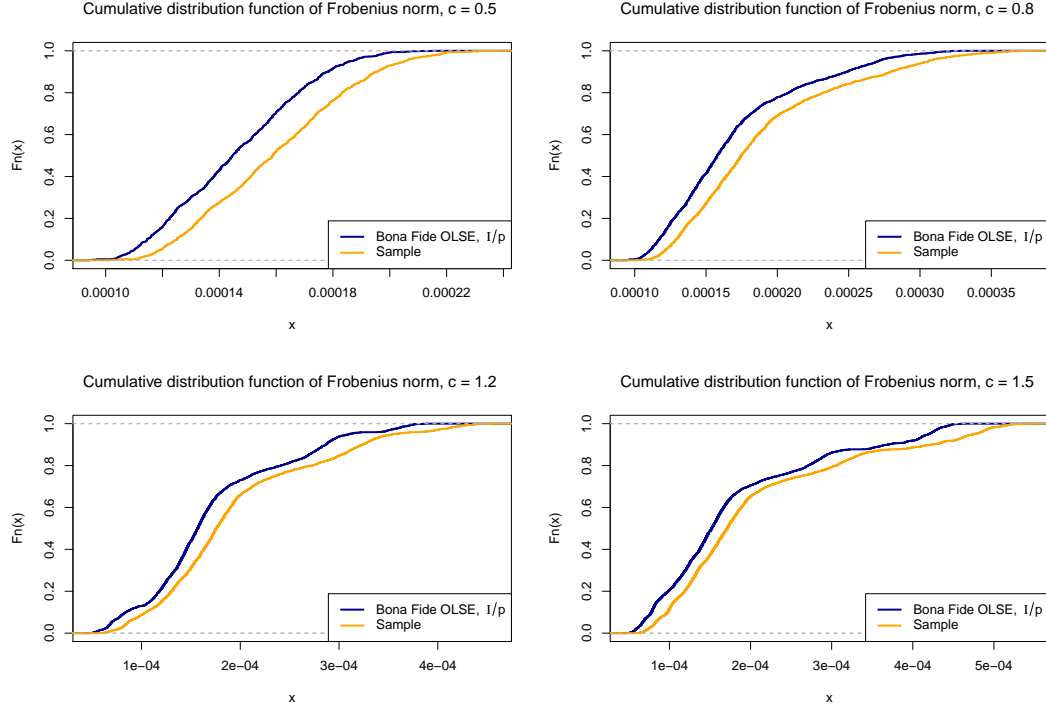 Cumulative distribution function of Frobenius norm, c = 0.5
Fn(x)
0.0 0.2 0.4 0.6 0.8 1.0
Bona Fide OLSE, I/p
Sample
0.00010 0.00014 0.00018 0.00022
x
Cumulative distribution function of Frobenius norm, c = 0.8
Fn(x)
0.0 0.2 0.4 0.6 0.8 1.0
Bona Fide OLSE, I/p
Sample
0.00010 0.00015 0.00020 0.00025 0.00030 0.00035
x
Cumulative distribution function of Frobenius norm, c = 1.2
Fn(x)
0.0 0.2 0.4 0.6 0.8 1.0
Bona Fide OLSE, I/p
Sample
1e−04 2e−04 3e−04 4e−04
x
Cumulative distribution function of Frobenius norm, c = 1.5
Fn(x)
0.0 0.2 0.4 0.6 0.8 1.0
Bona Fide OLSE, I/p
Sample
1e−04 2e−04 3e−04 4e−04 5e−04
x